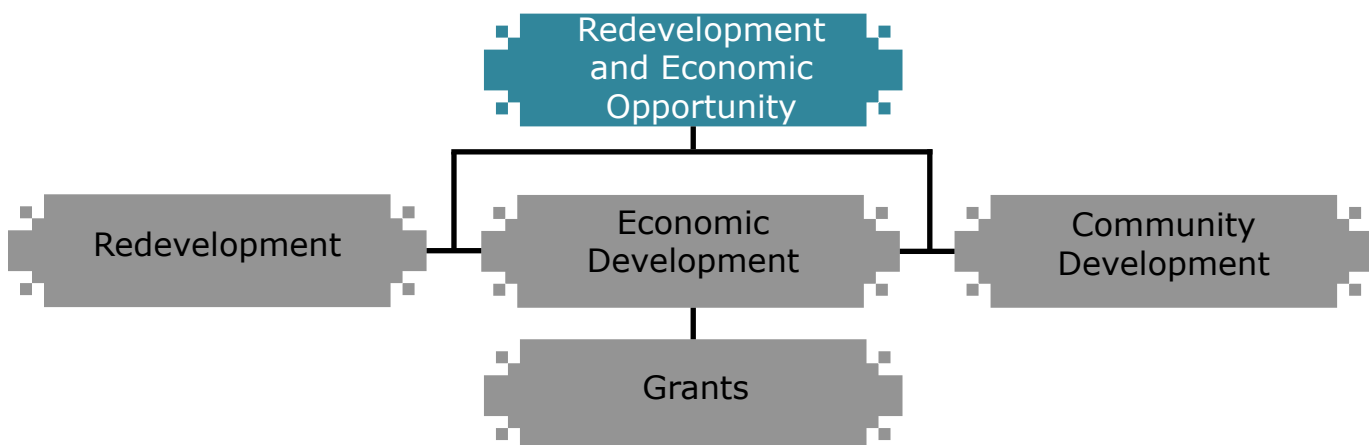 Redevelopment
and Economic
Opportunity
Redevelopment
Economic
Development
Community
Development
Grants